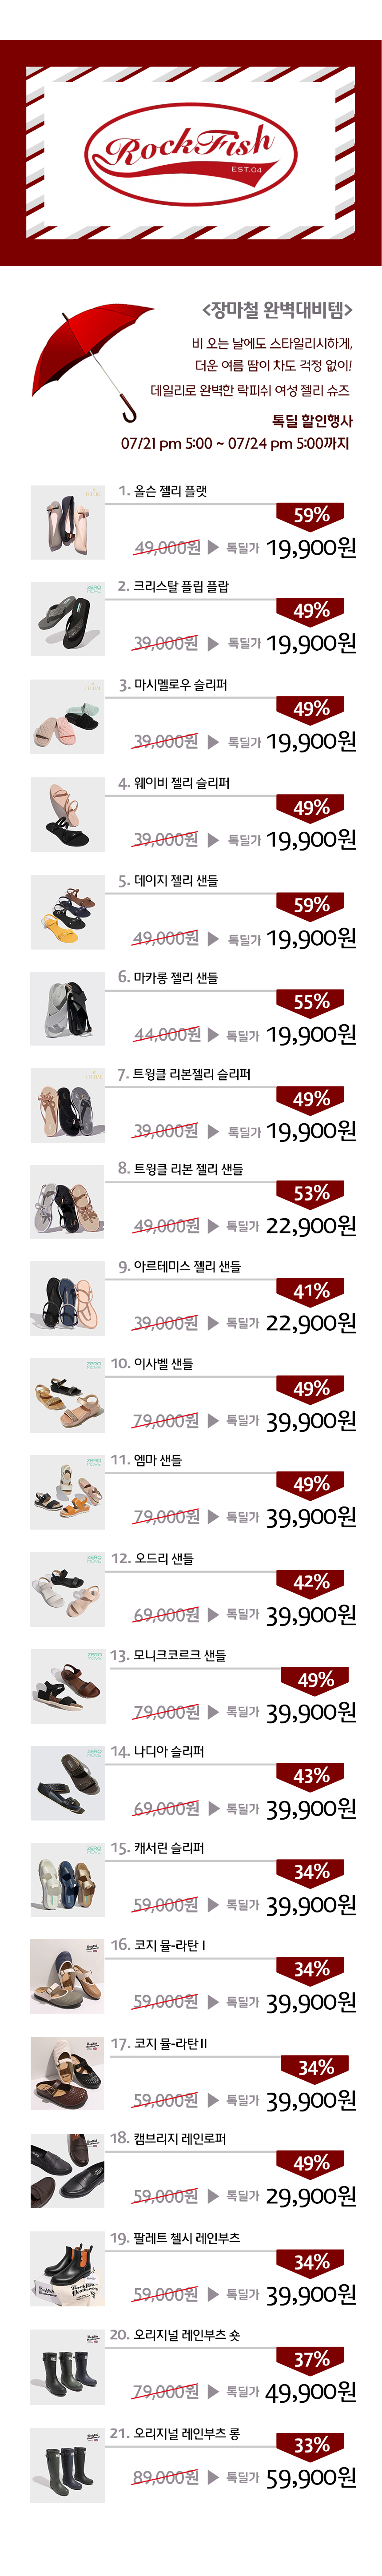 RockFish
EST.04
<장마철 완벽대비템>
비 오는 날에도 스타일리시하게,
더운 여름 땀이 차도 걱정 없이!
데일리로 완벽한 락피쉬 여성 젤리 슈즈
톡딜 할인행사
07/21 pm 5:00 ~ 07/24 pm 5:00까지
1. 올슨 젤리 플랫
59%
49,000원 ▶ 톡딜가 19,900원
2. 크리스탈 플립 플랍
49%
39,000원 ▶ 톡딜가 19,900원
3. 마시멜로우 슬리퍼
49%
39,000원 ▶ 톡딜가 19,900원
4. 웨이비 젤리 슬리퍼
49%
39,000원 ▶ 톡딜가 19,900원
5. 데이지 젤리 샌들
59%
49,000원 ▶ 톡딜가 19,900원
6. 마카롱 젤리 샌들
55%
44,000원 ▶ 톡딜가 19,900원
7. 트윙클 리본젤리 슬리퍼
49%
39,000원 ▶ 톡딜가 19,900원
8. 트윙클 리본 젤리 샌들
53%
49,000원 ▶ 톡딜가 22,900원
9. 아르테미스 젤리 샌들
41%
39,000원 ▶ 톡딜가 22,900원
10. 이사벨 샌들
49%
79,000원 ▶ 톡딜가 39,900원
11. 엠마 샌들
49%
79,000원 ▶ 톡딜가 39,900원
12. 오드리 샌들
42%
69,000원 ▶ 톡딜가 39,900원
13. 모니크코르크 샌들
49%
79,000원 ▶ 톡딜가 39,900원
14. 나디아 슬리퍼
43%
69,000원 ▶ 톡딜가 39,900원
15. 캐서린 슬리퍼
34%
59,000원 ▶ 톡딜가 39,900원
16. 코지 뮬-라탄 I
34%
59,000원 ▶ 톡딜가 39,900원
17. 코지 뮬-라탄 II
34%
59,000원 ▶ 톡딜가 39,900원
18. 캠브리지 레인로퍼
49%
59,000원 ▶ 톡딜가 29,900원
19. 팔레트 첼시 레인부츠
34%
59,000원 ▶ 톡딜가 39,900원
20. 오리지널 레인부츠 숏
37%
79,000원 ▶ 톡딜가 49,900원
21. 오리지널 레인부츠 롱
33%
89,000원 ▶ 톡딜가 59,900원